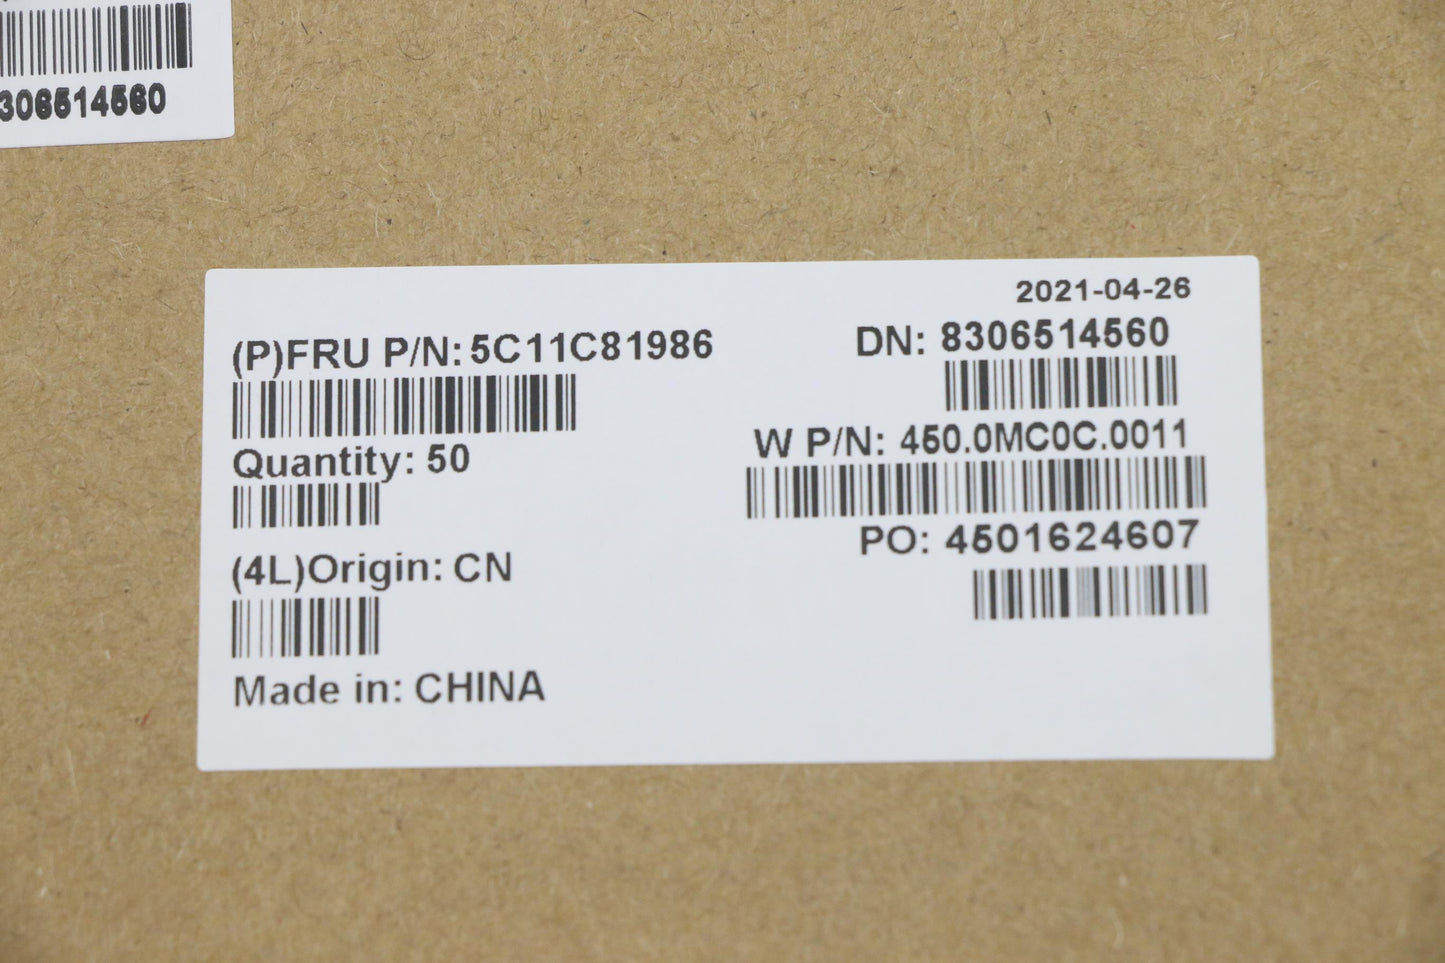 306514560
2021-04-26
(P)FRU P/N: 5C11C81986
DN: 8306514560
Quantity: 50
W P/N: 450.0MC0C.0011
(4L)Origin: CN
PO: 4501624607
Made in: CHINA